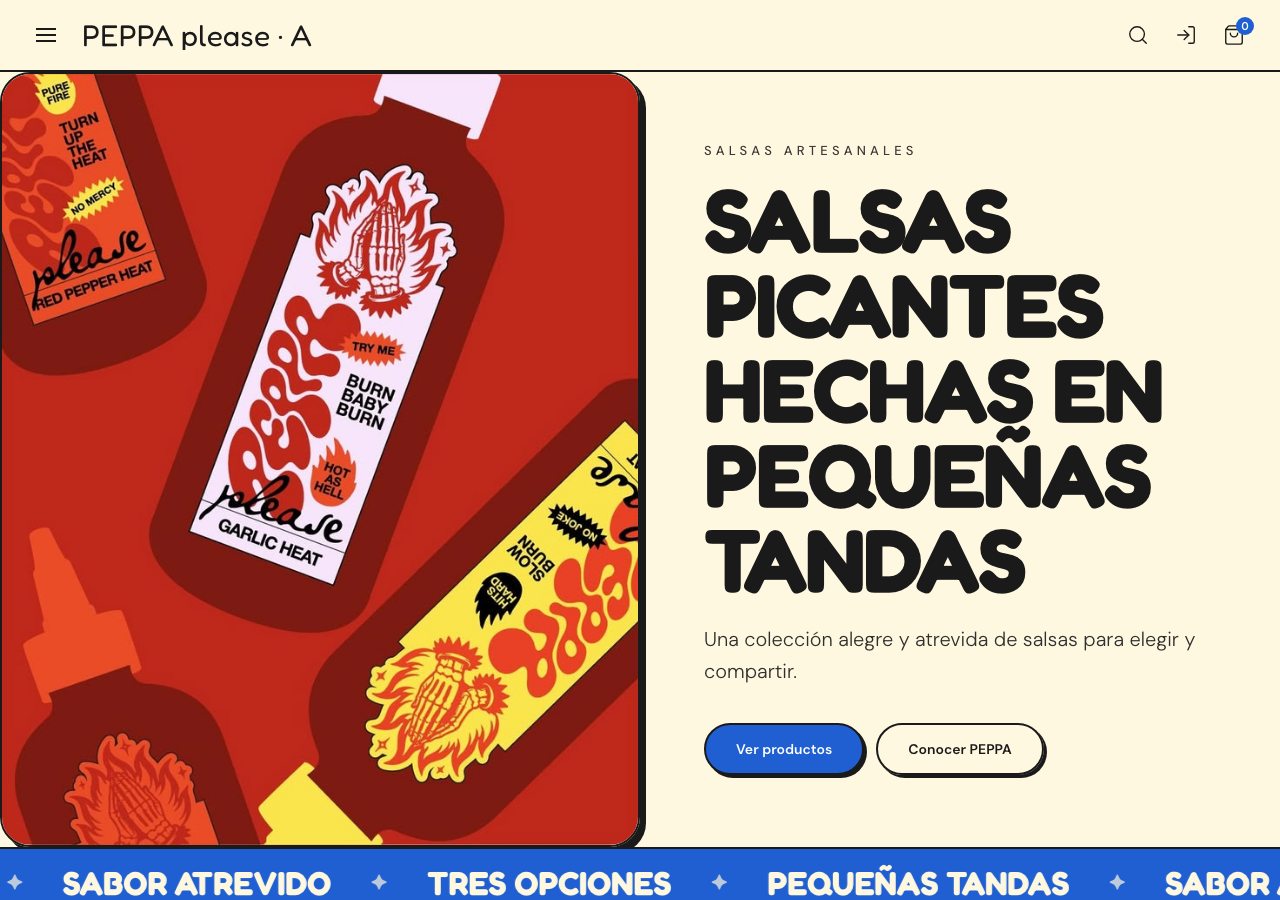 PEPPA please · A
0
PURE
FIRE
TURN
UP
THE
HEAT
NO MERCY
please
RED PEPPER HEAT
TRY ME
PEPPA
BURN
BABY
BURN
HOT
AS
HELL
please
GARLIC HEAT
NO JOKE
SLOW
BURN
HITS
HARD
SALSAS ARTESANALES
SALSAS
PICANTES
HECHAS EN
PEQUEÑAS
TANDAS
Una colección alegre y atrevida de salsas para elegir y
compartir.
Ver productos
Conocer PEPPA
SABOR ATREVIDO
TRES OPCIONES
PEQUEÑAS TANDAS
SABOR